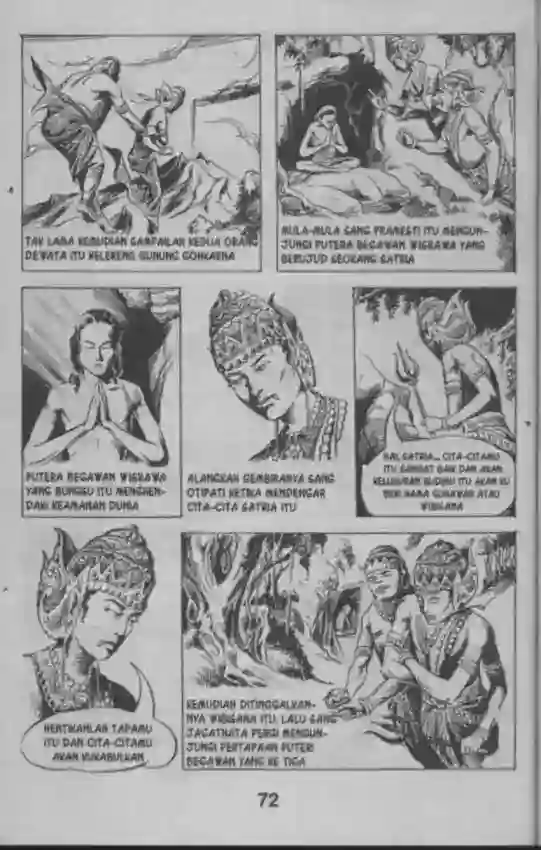 TAK LAMA KEMUDIAN SAMPAILAH KEDUA ORANG
DEWATA ITU KELERENG GUNUNG GOHKARNA
MULA-MULA SANG PRAMESTI ITU MENGUN-
JUNGI PUTERA BEGAWAN WISRAWA YANG
BERUJUD SEORANG SATRIA
PUTERA BEGAWAN WISRAWA
YANG BUNGSU ITU MENGHEN-
DAKI KEAMANAN DUNIA
ALANGKAH GEMBIRANYA SANG
OTIPATI KETIKA MENDENGAR
CITA-CITA SATRIA ITU
HAI, SATRIA... CITA-CITAMU
ITU SANGAT BAIK DAN AKAN
KELUHURAN BUDIMU ITU AKAN KU
BERI NAMA GUNAWAN ATAU
WIBISANA
HENTIKANLAH TAPAMU
ITU DAN CITA-CITAMU
AKAN KUKABULKAN
KEMUDIAN DITINGGALKAN-
NYA WIBISANA ITU, LALU SANG
JAGATNATA PERGI MENGUN-
JUNGI PERTAPAAN PUTERI
BEGAWAN YANG KE TIGA
72